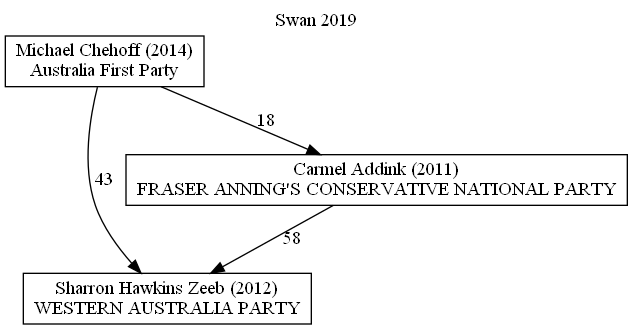 Swan 2019
Michael Chehoff (2014)
Australia First Party
18
Carmel Addink (2011)
FRASER ANNING'S CONSERVATIVE NATIONAL PARTY
43
58
Sharron Hawkins Zeeb (2012)
WESTERN AUSTRALIA PARTY